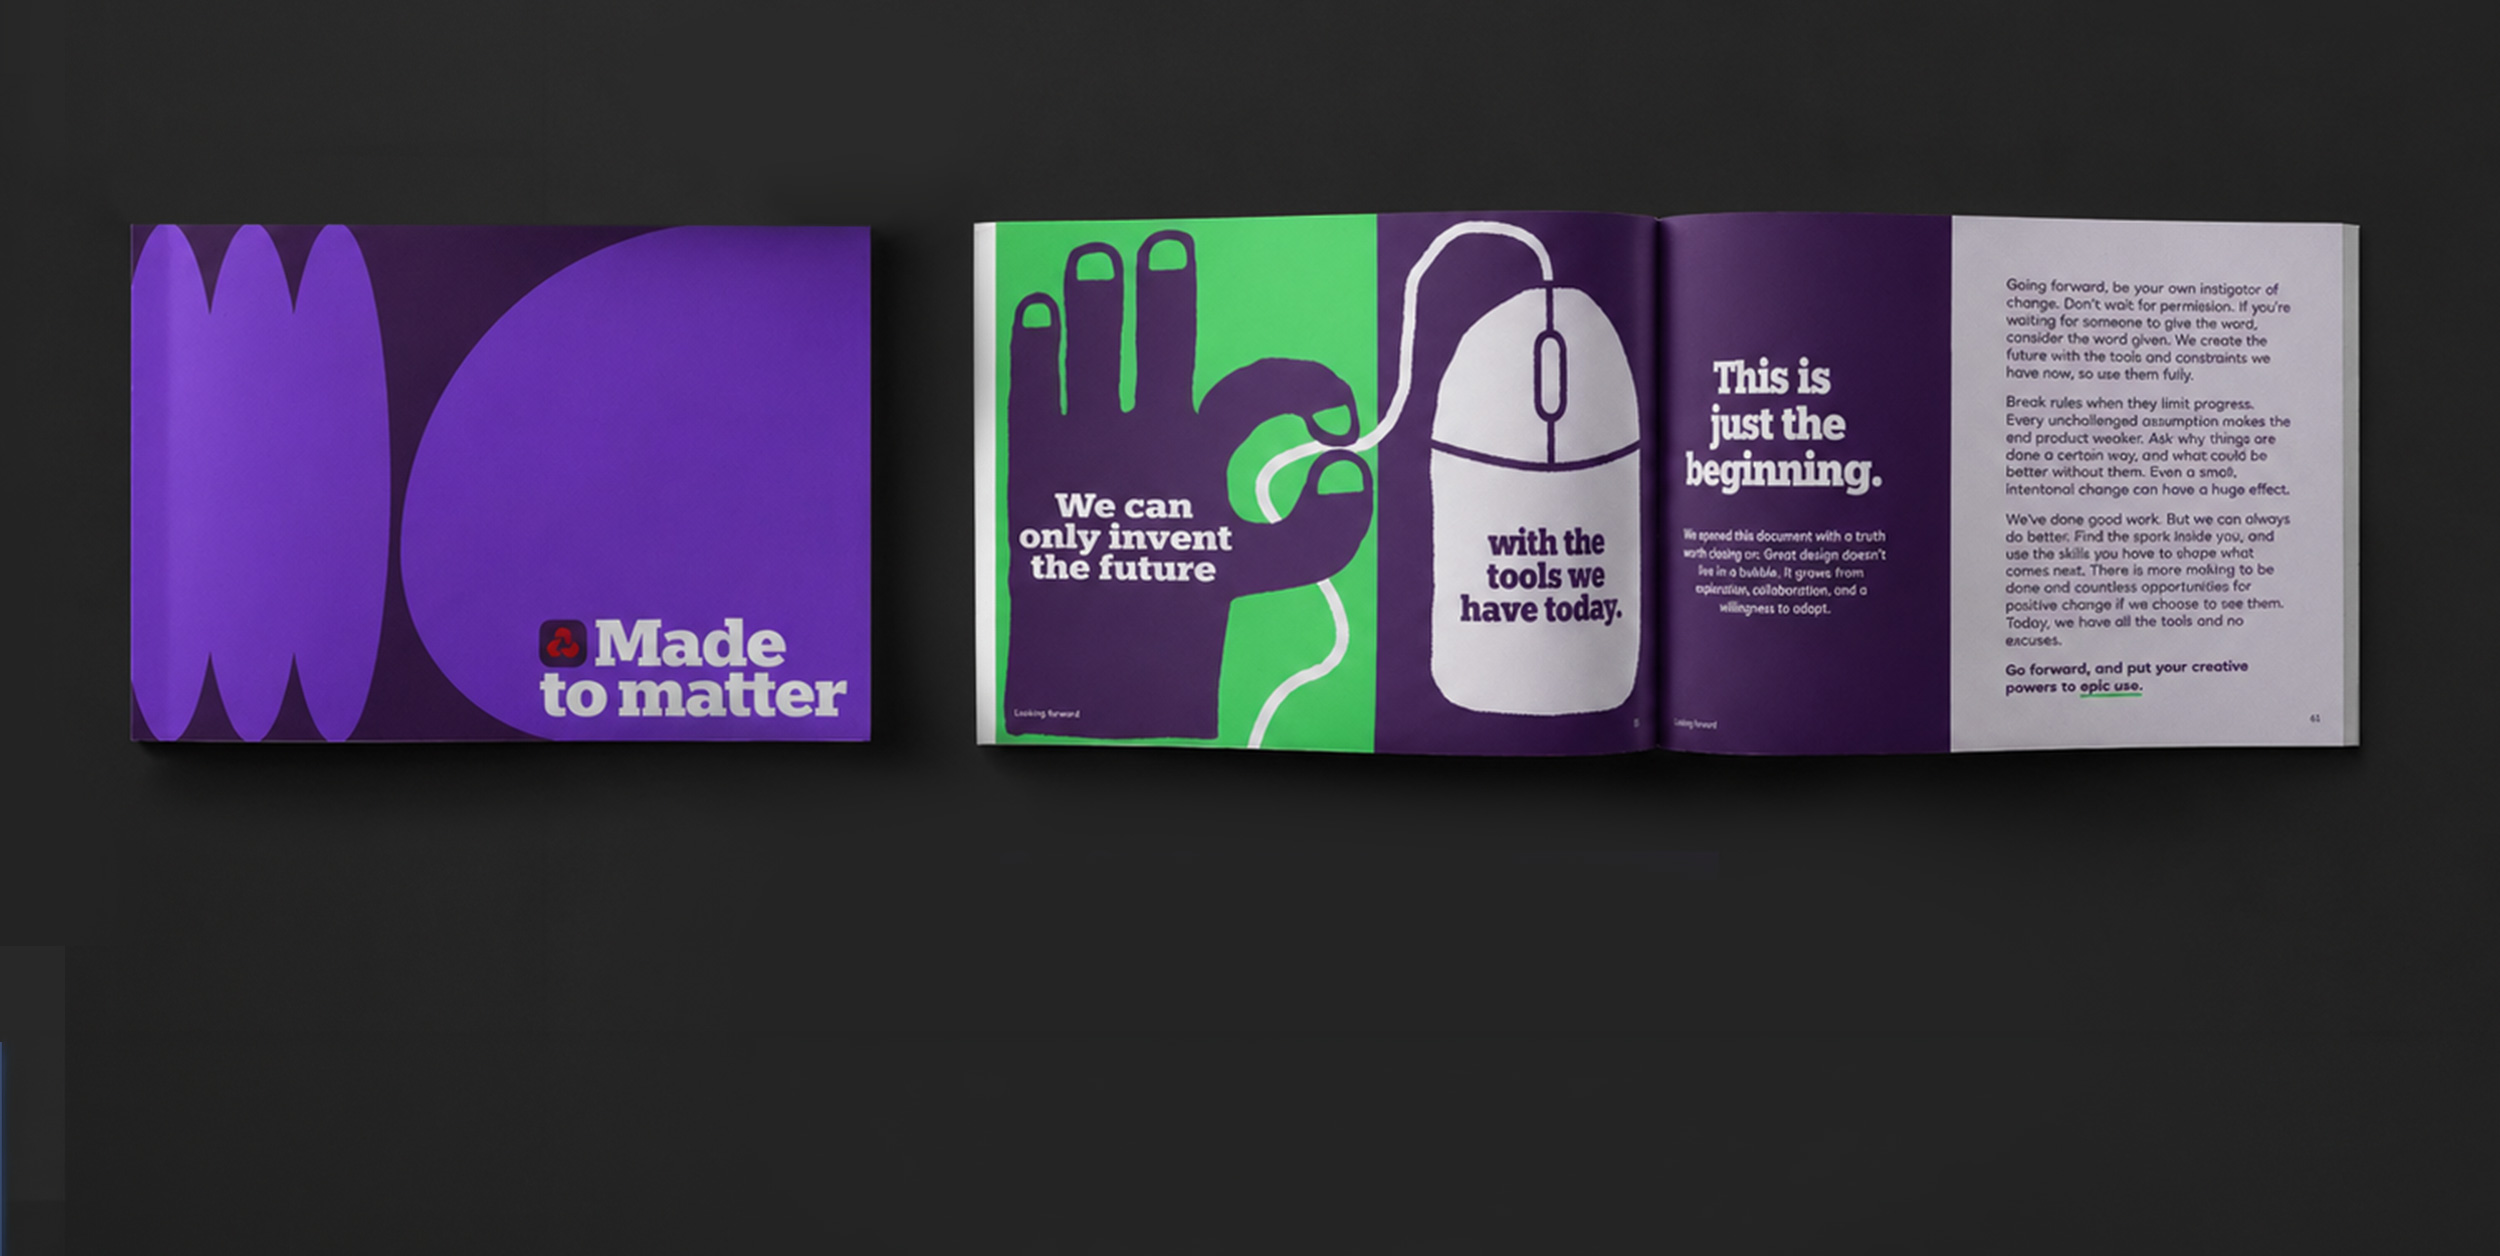 Made
to matter
We can
only invent
the future
Looking forward
with the
tools we
have today.
This is
just the
beginning.
We opened this document with a truth
worth closing on: Great design doesn't
live in a bubble. It grows from
exploration, collaboration, and a
willingness to adapt.
Looking forward
Going forward, be your own instigator of
change. Don't wait for permission. If you're
waiting for someone to give the word,
consider the word given. We create the
future with the tools and constraints we
have now, so use them fully.
Break rules when they limit progress.
Every unchallenged assumption makes the
end product weaker. Ask why things are
done a certain way, and what could be
better without them. Even a small,
intentonal change can have a huge effect.
We've done good work. But we can always
do better. Find the spork inside you, and
use the skills you have to shape what
comes next. There is more making to be
done and countless opportunities for
positive change if we choose to see them.
Today, we have all the tools and no
excuses.
Go forward, and put your creative
powers to epic use.
61